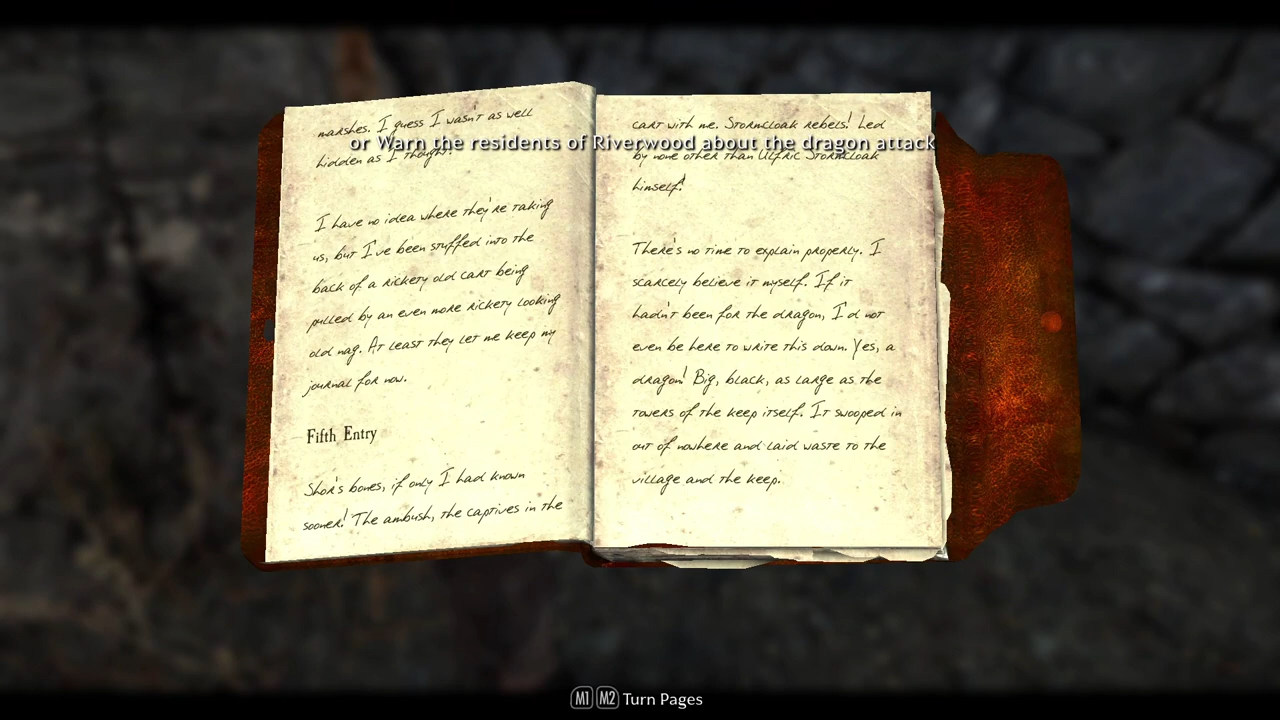 marshes. I guess I wasn't as well
hidden as I thought.
I have no idea where they're taking
us, but I've been stuffed into the
back of a rickety old cart being
pulled by an even more rickety looking
old nag. At least they let me keep my
journal for now.
Fifth Entry
Shor's bones, if only I had known
sooner! The ambush, the captives in the
cart with me. Stormcloak rebels! Led
by none other than Ulfric Stormcloak
himself!
There's no time to explain properly. I
scarcely believe it myself. If it
hadn't been for the dragon, I'd not
even be here to write this down. Yes, a
dragon! Big, black, as large as the
towers of the keep itself. It swooped in
out of nowhere and laid waste to the
village and the keep.
or Warn the residents of Riverwood about the dragon attack
M1 M2 Turn Pages